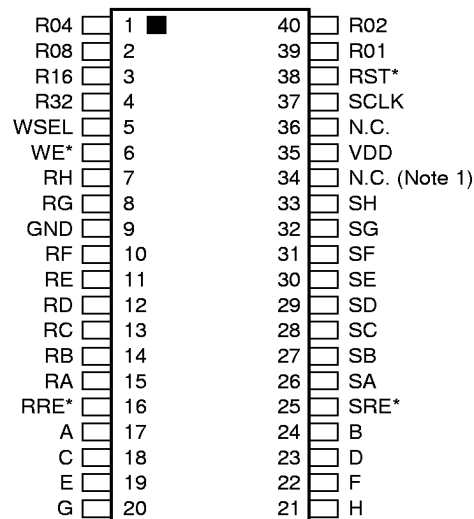 R04 1 40 R02
R08 2 39 R01
R16 3 38 RST*
R32 4 37 SCLK
WSEL 5 36 N.C.
WE* 6 35 VDD
RH 7 34 N.C. (Note 1)
RG 8 33 SH
GND 9 32 SG
RF 10 31 SF
RE 11 30 SE
RD 12 29 SD
RC 13 28 SC
RB 14 27 SB
RA 15 26 SA
RRE* 16 25 SRE*
A 17 24 B
C 18 23 D
E 19 22 F
G 20 21 H